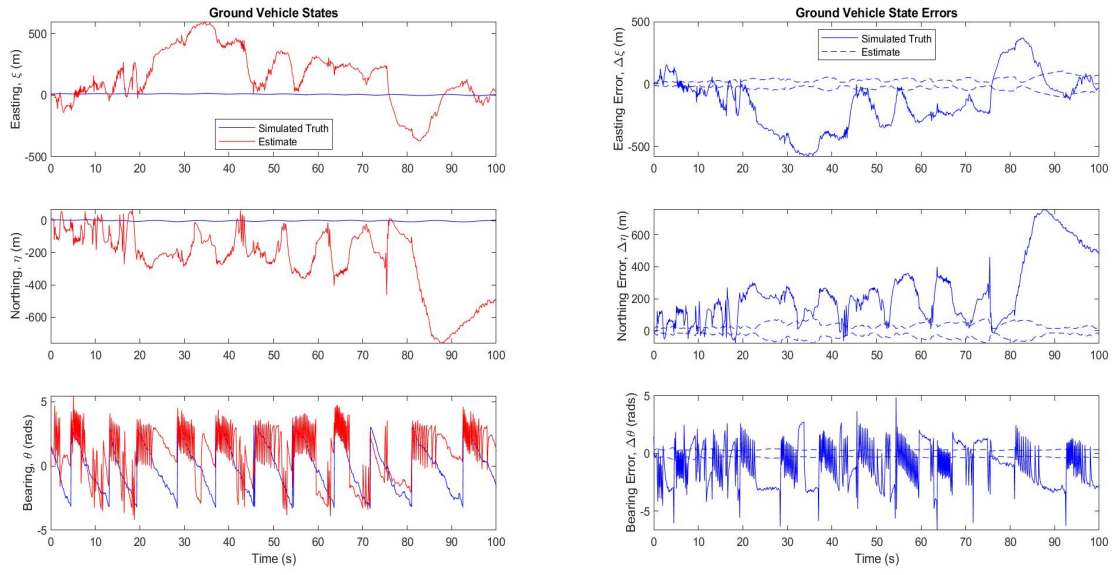 Ground Vehicle States
Easting, ξ (m)
500
0
-500
Simulated Truth
Estimate
0 10 20 30 40 50 60 70 80 90 100
Northing, η (m)
0
-200
-400
-600
0 10 20 30 40 50 60 70 80 90 100
Bearing, θ (rads)
5
0
-5
0 10 20 30 40 50 60 70 80 90 100
Time (s)
Ground Vehicle State Errors
Easting Error, Δξ (m)
500
0
-500
Simulated Truth
Estimate
0 10 20 30 40 50 60 70 80 90 100
Northing Error, Δη (m)
600
400
200
0
0 10 20 30 40 50 60 70 80 90 100
Bearing Error, Δθ (rads)
5
0
-5
0 10 20 30 40 50 60 70 80 90 100
Time (s)